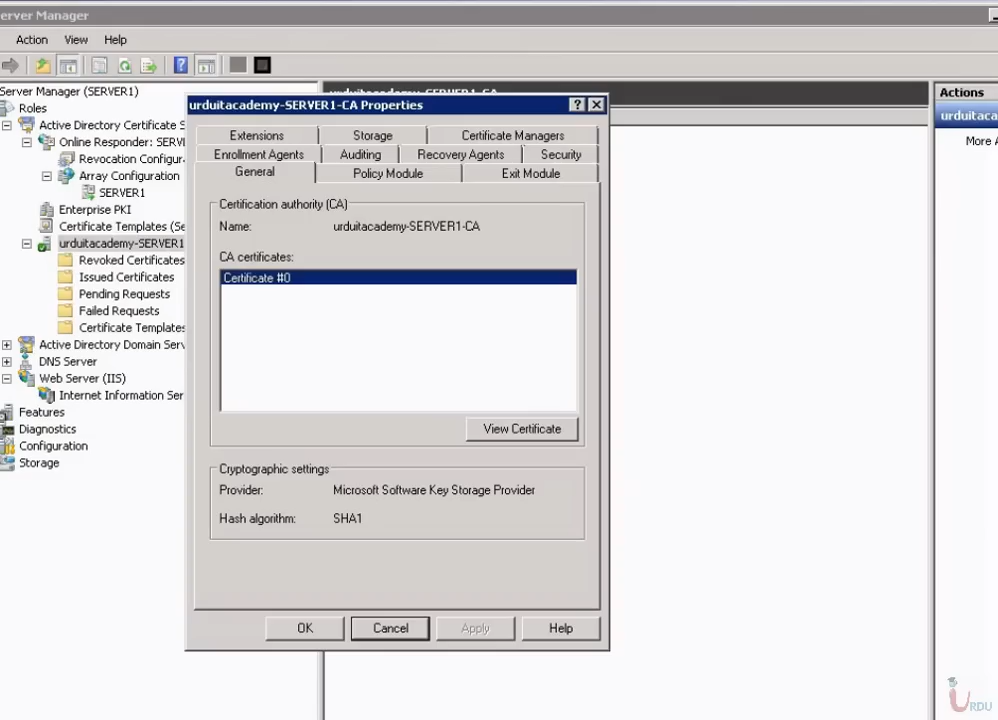 erver Manager
Action View Help
Server Manager (SERVER1)
Roles
Active Directory Certificate S
Online Responder: SERV
Revocation Configur
Array Configuration
SERVER1
Enterprise PKI
Certificate Templates (Se
urduitacademy-SERVER1
Revoked Certificates
Issued Certificates
Pending Requests
Failed Requests
Certificate Templates
Active Directory Domain Serv
DNS Server
Web Server (IIS)
Internet Information Ser
Features
Diagnostics
Configuration
Storage
urduitacademy-SERVER1-CA Properties
Extensions Storage Certificate Managers
Enrollment Agents Auditing Recovery Agents Security
General Policy Module Exit Module
Certification authority (CA)
Name: urduitacademy-SERVER1-CA
CA certificates:
Certificate #0
View Certificate
Cryptographic settings
Provider: Microsoft Software Key Storage Provider
Hash algorithm: SHA1
OK Cancel Apply Help
Actions
urduitaca
More A
URDU